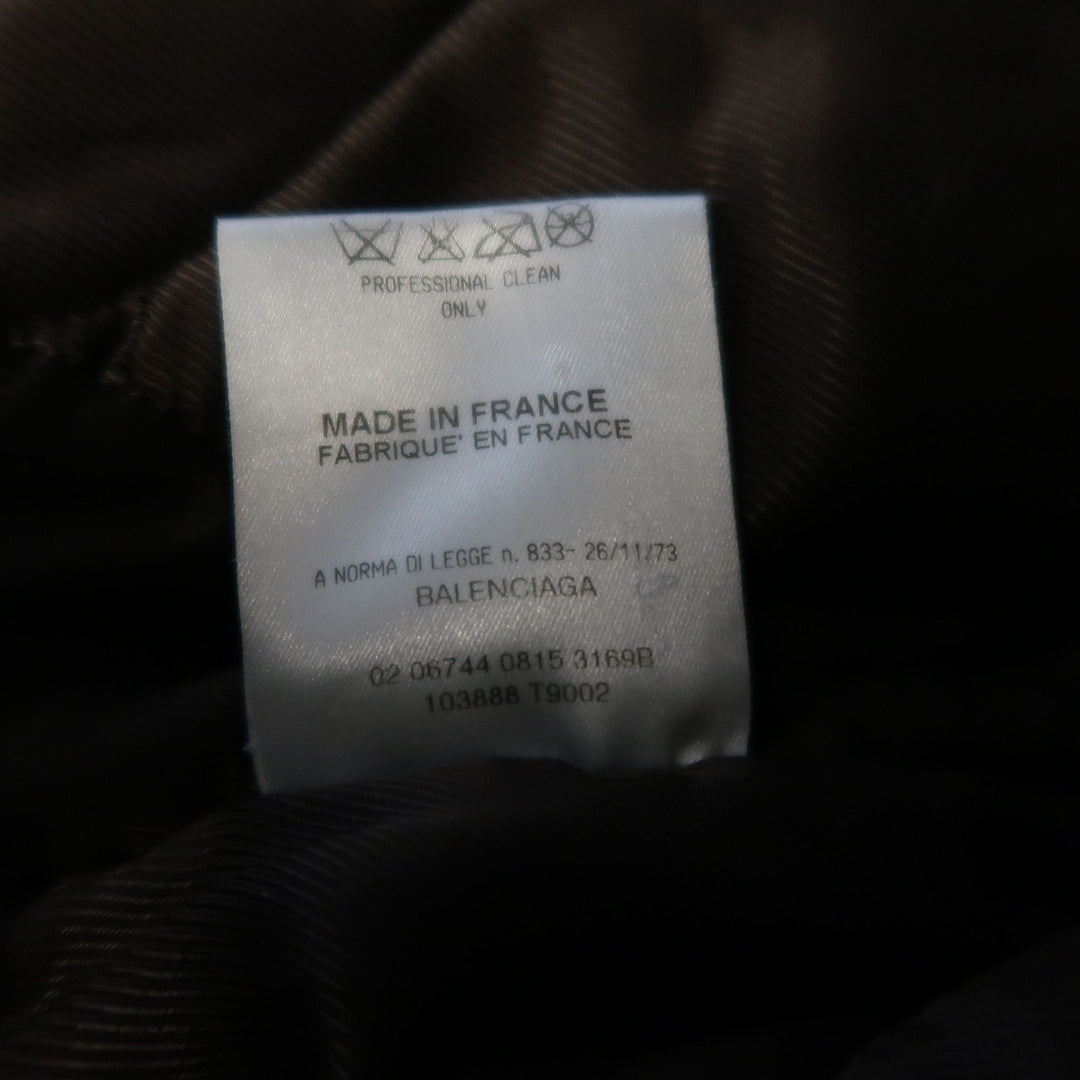 PROFESSIONAL CLEAN
ONLY
MADE IN FRANCE
FABRIQUE' EN FRANCE
A NORMA DI LEGGE n. 833- 26/11/73
BALENCIAGA
02 06744 0815 3169B
103888 T9002